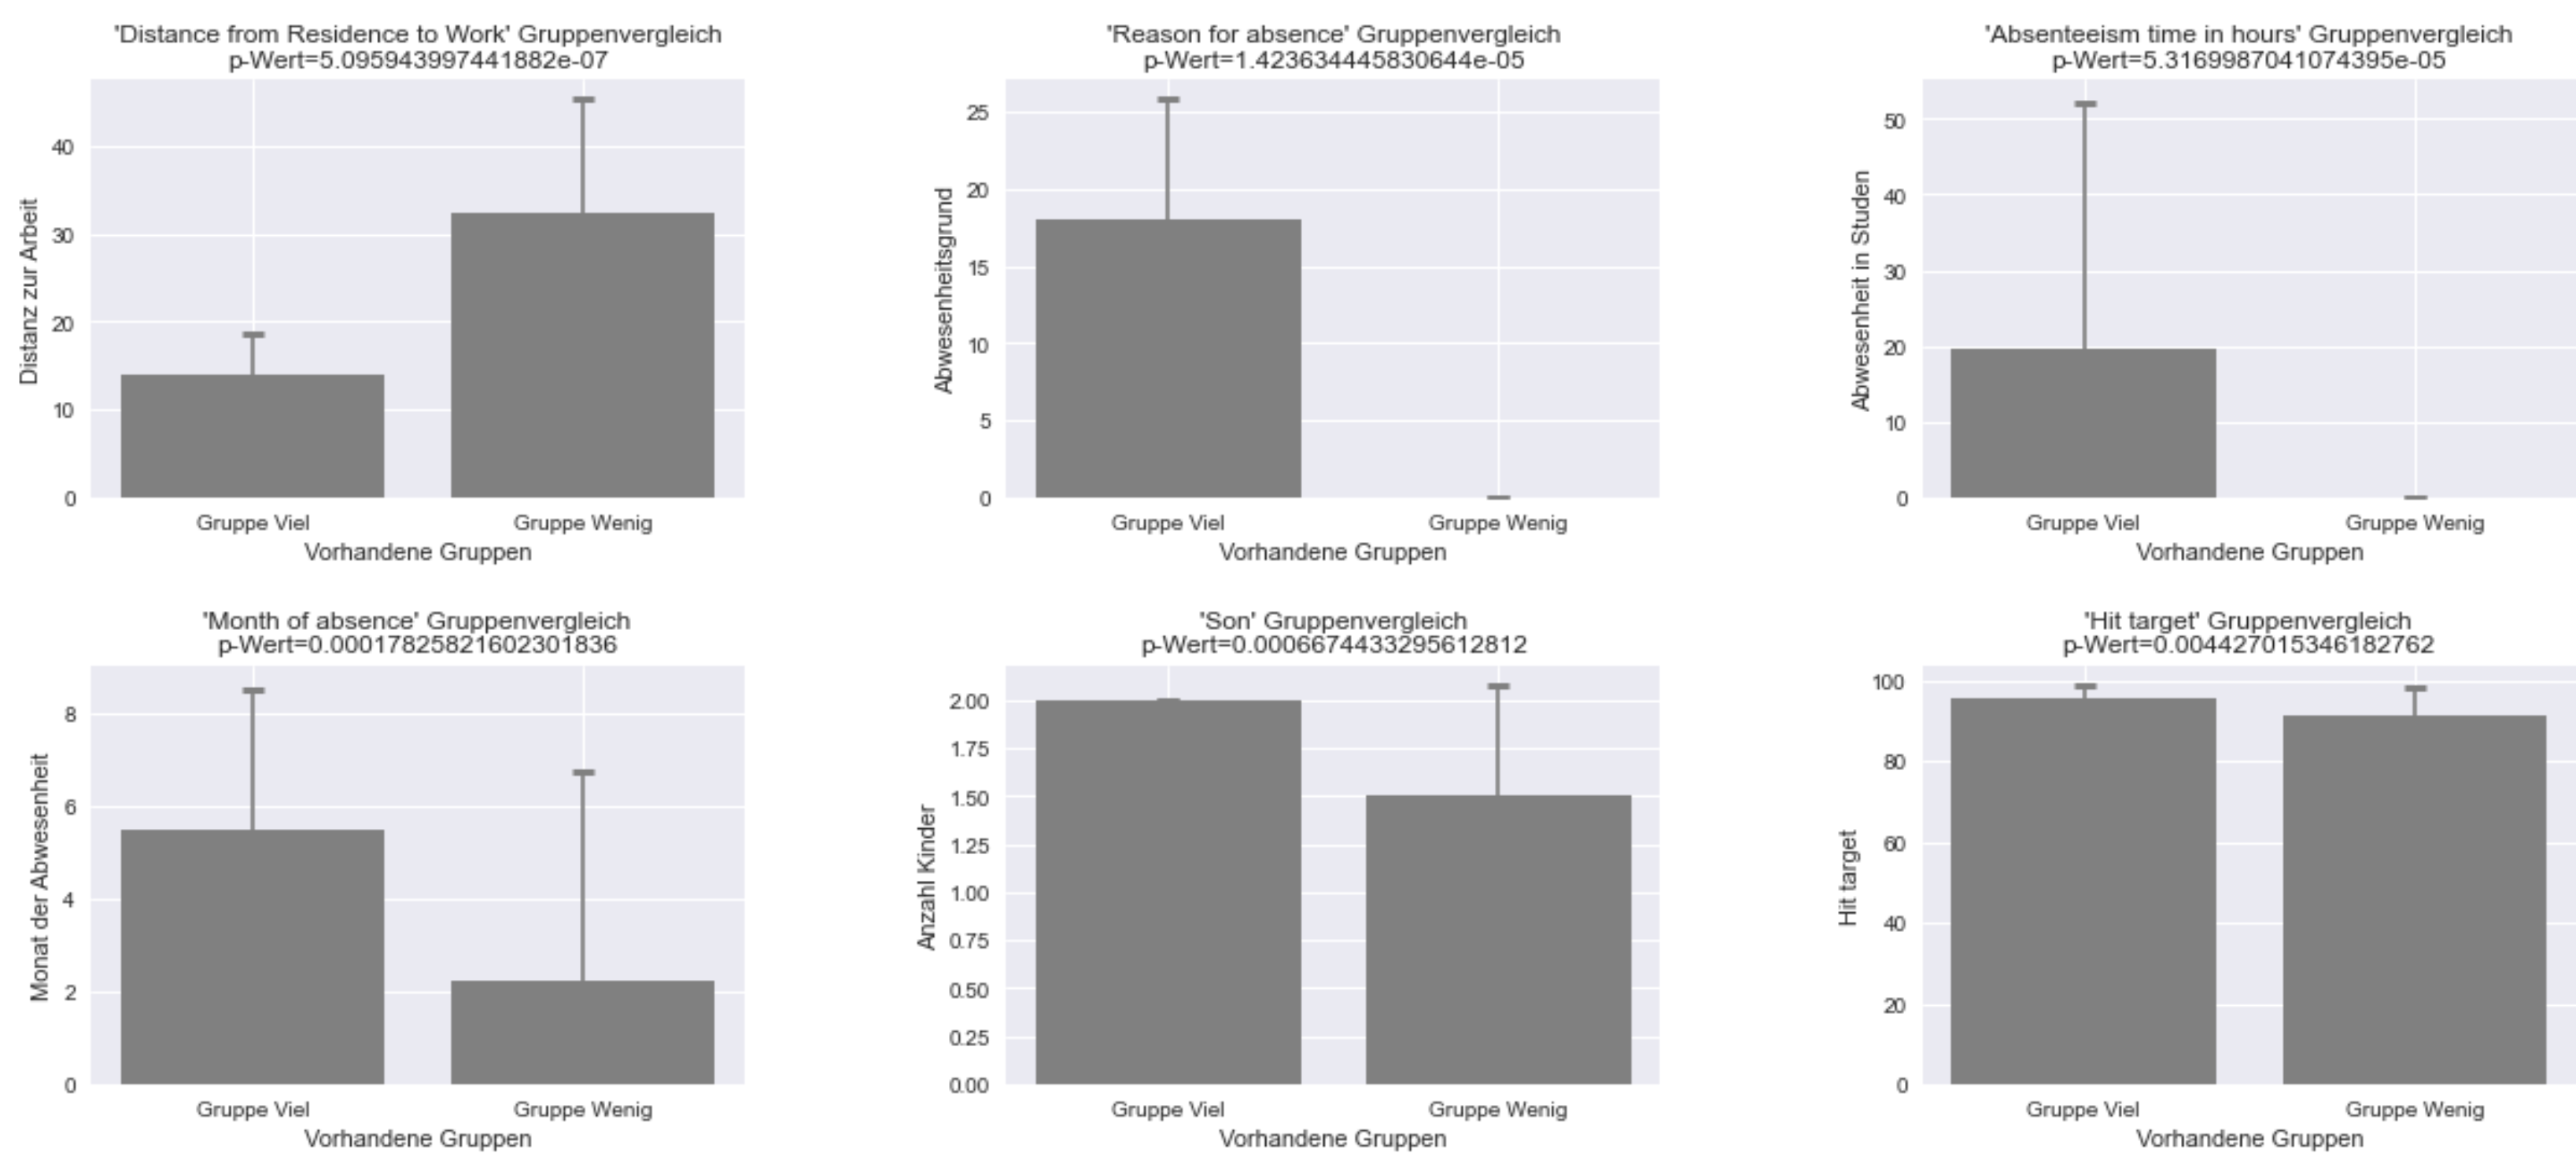 'Distance from Residence to Work' Gruppenvergleich
p-Wert=5.095943997441882e-07
Distanz zur Arbeit
40
30
20
10
0
Gruppe Viel
Gruppe Wenig
Vorhandene Gruppen
'Reason for absence' Gruppenvergleich
p-Wert=1.423634445830644e-05
Abwesenheitsgrund
25
20
15
10
5
0
Gruppe Viel
Gruppe Wenig
Vorhandene Gruppen
'Absenteeism time in hours' Gruppenvergleich
p-Wert=5.3169987041074395e-05
Abwesenheit in Studen
50
40
30
20
10
0
Gruppe Viel
Gruppe Wenig
Vorhandene Gruppen
'Month of absence' Gruppenvergleich
p-Wert=0.00017825821602301836
Monat der Abwesenheit
8
6
4
2
0
Gruppe Viel
Gruppe Wenig
Vorhandene Gruppen
'Son' Gruppenvergleich
p-Wert=0.0006674433295612812
Anzahl Kinder
2.00
1.75
1.50
1.25
1.00
0.75
0.50
0.25
0.00
Gruppe Viel
Gruppe Wenig
Vorhandene Gruppen
'Hit target' Gruppenvergleich
p-Wert=0.004427015346182762
Hit target
100
80
60
40
20
0
Gruppe Viel
Gruppe Wenig
Vorhandene Gruppen